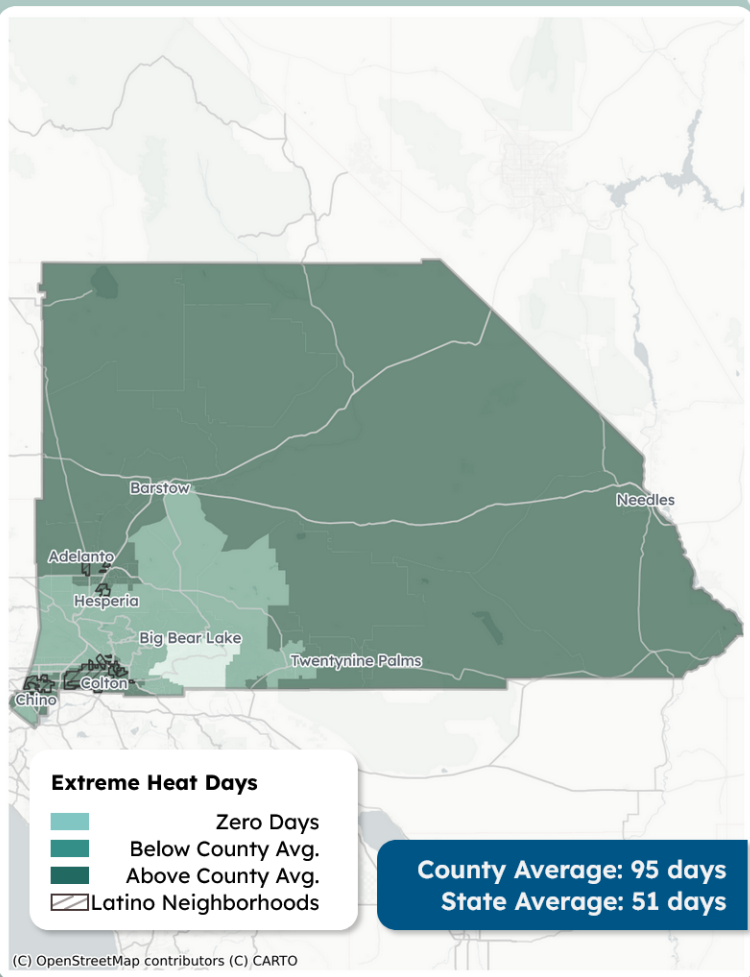 Barstow
Needles
Adelanto
Hesperia
Big Bear Lake
Twentynine Palms
Colton
Chino
Extreme Heat Days
Zero Days
Below County Avg.
Above County Avg.
Latino Neighborhoods
County Average: 95 days
State Average: 51 days
(C) OpenStreetMap contributors (C) CARTO